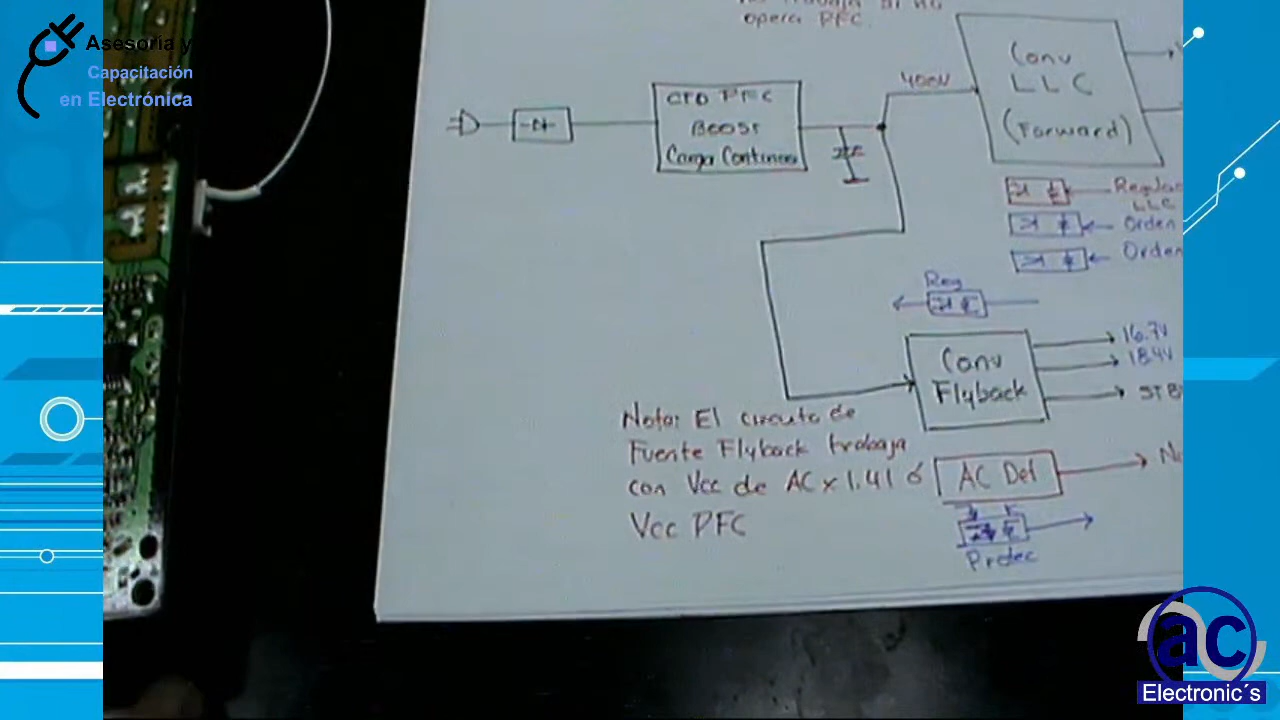 Asesoría y
Capacitación
en Electrónica
opera PFC.
CTO PFC
Boost
Carga Continua
400V
Conv
LLC
(Forward)
LLC
Orden
Orden
Reg
Conv
Flyback
16.7V
18.4V
Nota: El circuito de
Fuente Flyback trabaja
con Vcc de AC x 1.41 ó
Vcc PFC
AC Det
Protec
ac
Electronic´s